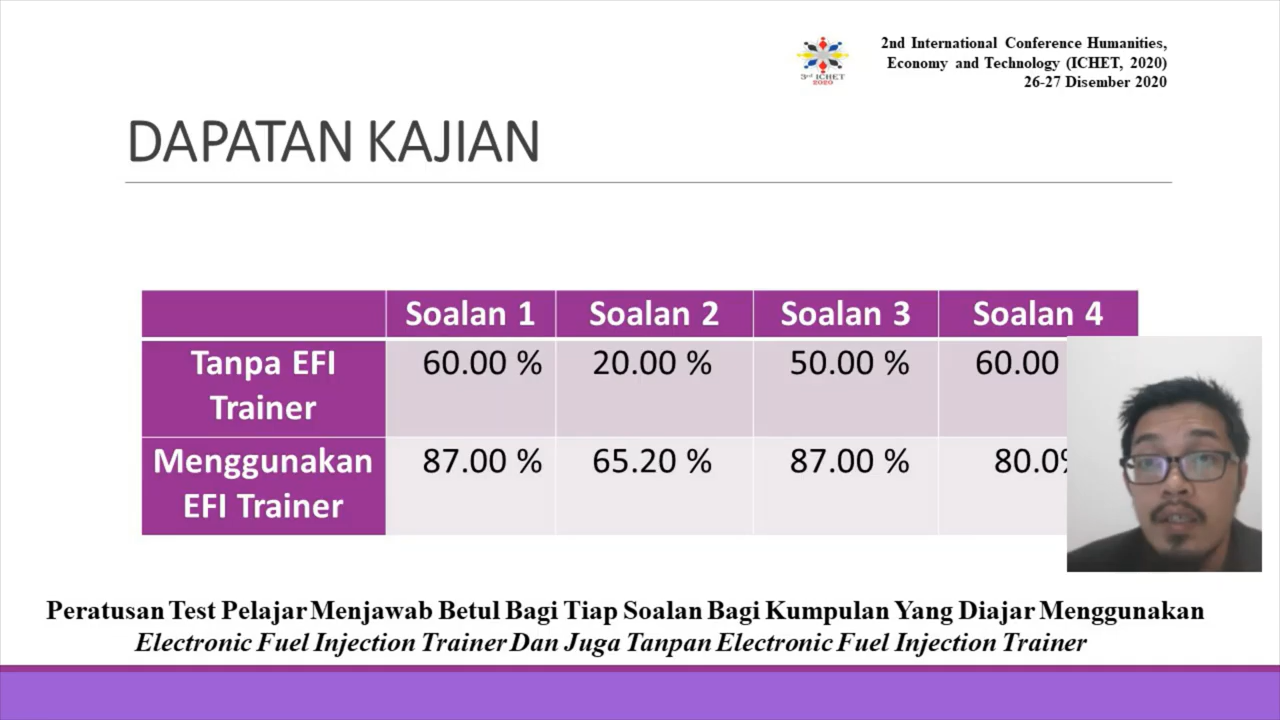 2nd International Conference Humanities,
Economy and Technology (ICHET, 2020)
26-27 Disember 2020
3rd ICHET
2020
DAPATAN KAJIAN
Soalan 1 Soalan 2 Soalan 3 Soalan 4
Tanpa EFI Trainer 60.00 % 20.00 % 50.00 % 60.00
Menggunakan EFI Trainer 87.00 % 65.20 % 87.00 % 80.0%
Peratusan Test Pelajar Menjawab Betul Bagi Tiap Soalan Bagi Kumpulan Yang Diajar Menggunakan
Electronic Fuel Injection Trainer Dan Juga Tanpan Electronic Fuel Injection Trainer